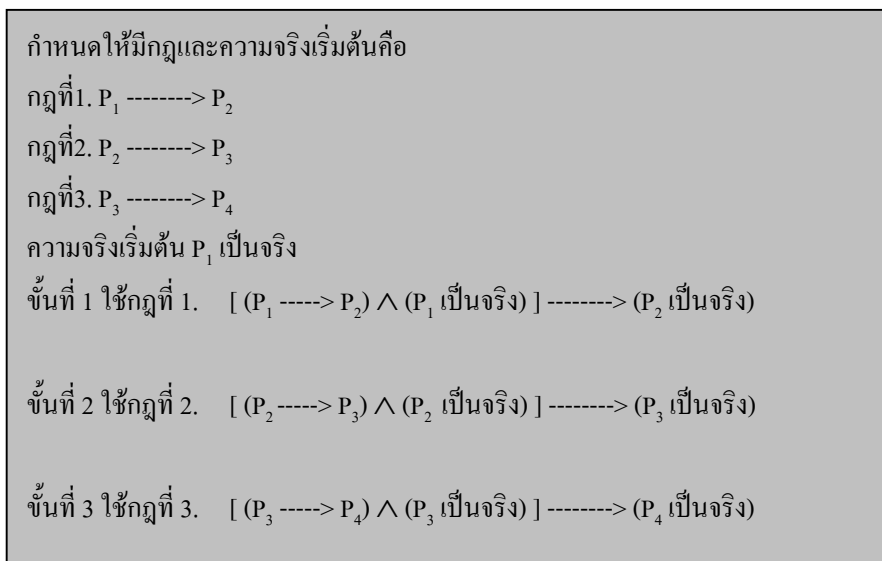 กำหนดให้มีกฎและความจริงเริ่มต้นคือ
กฎที่1. P₁ --------> P₂
กฎที่2. P₂ --------> P₃
กฎที่3. P₃ --------> P₄
ความจริงเริ่มต้น P₁ เป็นจริง
ขั้นที่ 1 ใช้กฎที่ 1. [ (P₁ -----> P₂) ∧ (P₁ เป็นจริง) ] --------> (P₂ เป็นจริง)
ขั้นที่ 2 ใช้กฎที่ 2. [ (P₂ -----> P₃) ∧ (P₂ เป็นจริง) ] --------> (P₃ เป็นจริง)
ขั้นที่ 3 ใช้กฎที่ 3. [ (P₃ -----> P₄) ∧ (P₃ เป็นจริง) ] --------> (P₄ เป็นจริง)